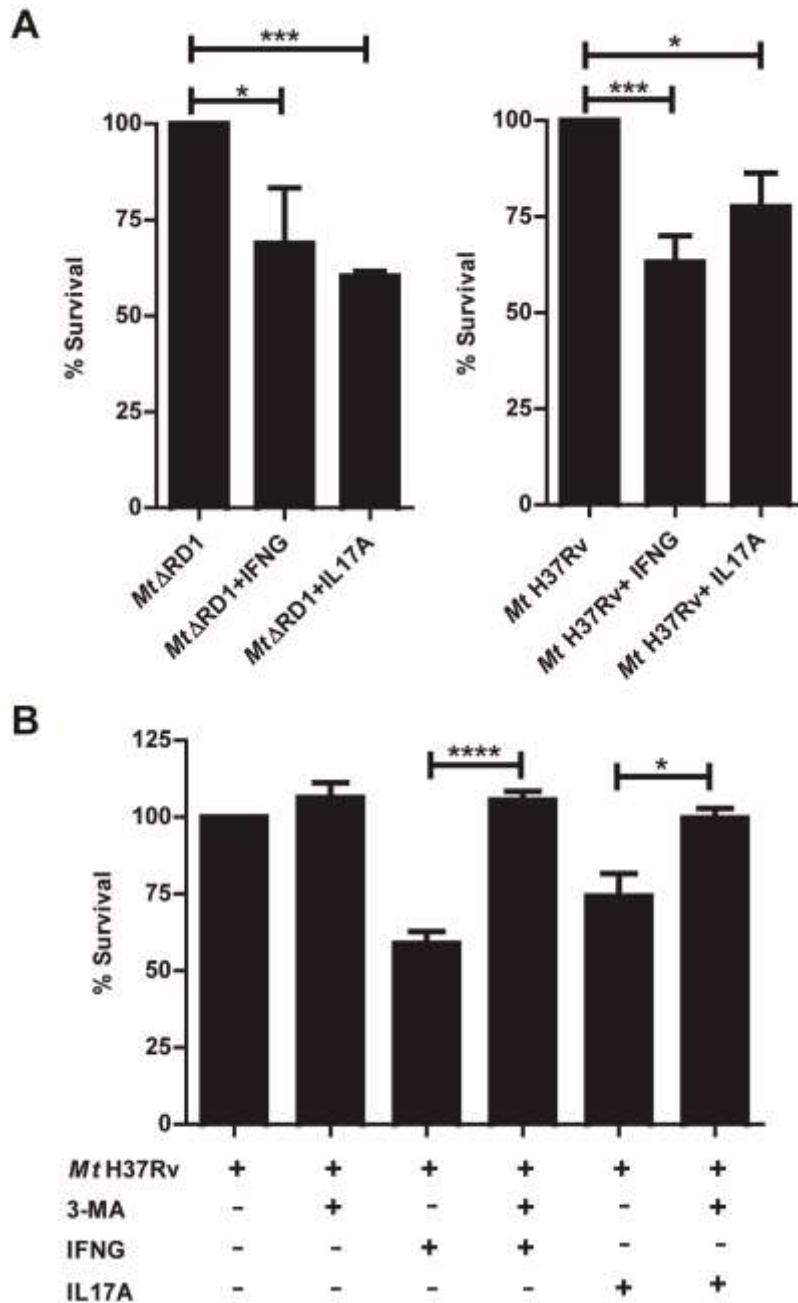 A
***
*
100
75
50
25
0
% Survival
MtΔRD1
MtΔRD1+IFNG
MtΔRD1+IL17A
*
***
100
75
50
25
0
% Survival
Mt H37Rv
Mt H37Rv+ IFNG
Mt H37Rv+ IL17A
B
****
*
125
100
75
50
25
0
% Survival
Mt H37Rv + + + + + +
3-MA - + - + - +
IFNG - - + + - -
IL17A - - - - + +